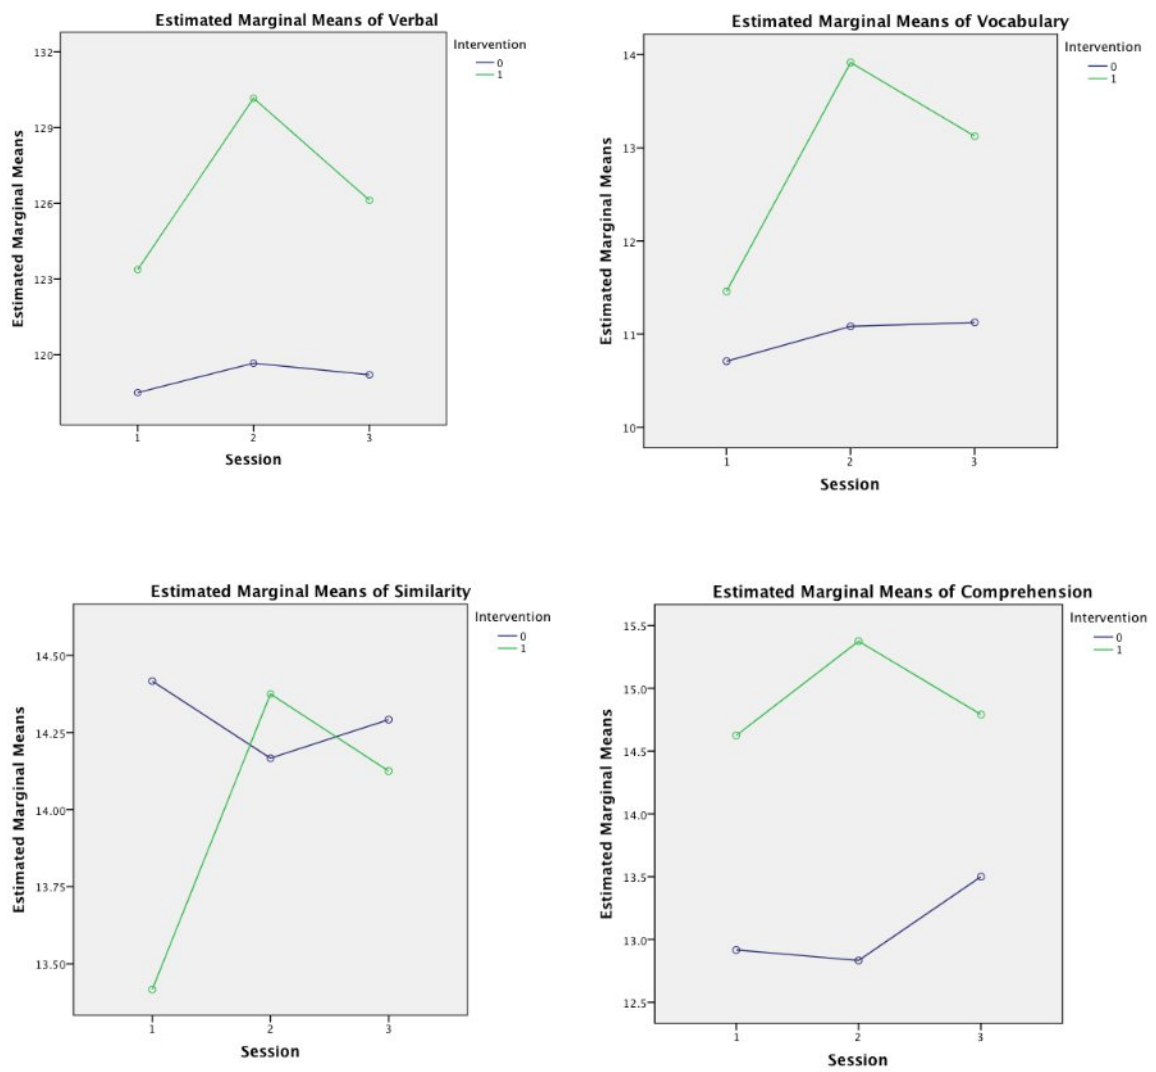 Estimated Marginal Means of Verbal
Intervention
0
1
Estimated Marginal Means
132
129
126
123
120
1 2 3
Session
Estimated Marginal Means of Vocabulary
Intervention
0
1
Estimated Marginal Means
14
13
12
11
10
1 2 3
Session
Estimated Marginal Means of Similarity
Intervention
0
1
Estimated Marginal Means
14.50
14.25
14.00
13.75
13.50
1 2 3
Session
Estimated Marginal Means of Comprehension
Intervention
0
1
Estimated Marginal Means
15.5
15.0
14.5
14.0
13.5
13.0
12.5
1 2 3
Session